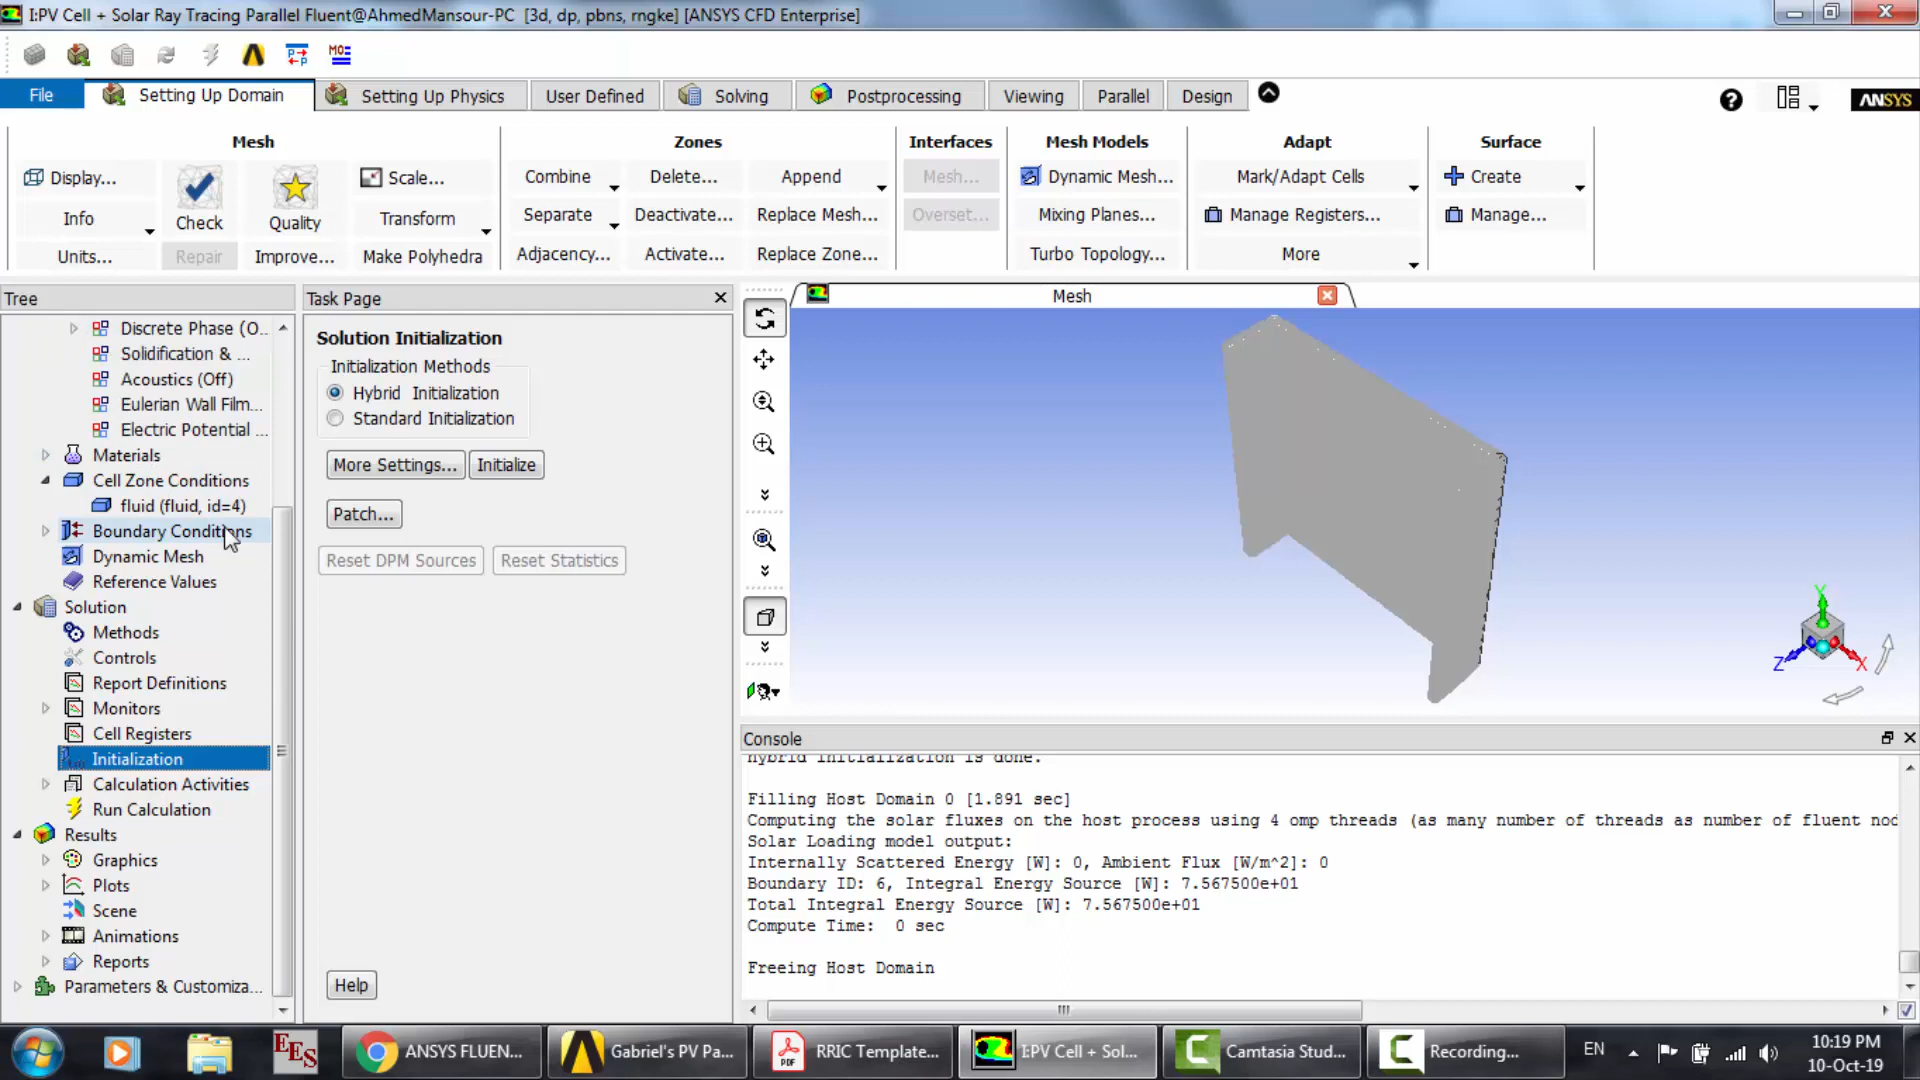 I:PV Cell + Solar Ray Tracing Parallel Fluent@AhmedMansour-PC [3d, dp, pbns, rngke] [ANSYS CFD Enterprise]
File
Setting Up Domain
Setting Up Physics
User Defined
Solving
Postprocessing
Viewing
Parallel
Design
ANSYS
Mesh
Zones
Interfaces
Mesh Models
Adapt
Surface
Display...
Scale...
Combine
Delete...
Append
Mesh...
Dynamic Mesh...
Mark/Adapt Cells
Create
Info
Check
Quality
Transform
Separate
Deactivate...
Replace Mesh...
Overset...
Mixing Planes...
Manage Registers...
Manage...
Units...
Repair
Improve...
Make Polyhedra
Adjacency...
Activate...
Replace Zone...
Turbo Topology...
More
Tree
Discrete Phase (O...
Solidification & ...
Acoustics (Off)
Eulerian Wall Film...
Electric Potential ...
Materials
Cell Zone Conditions
fluid (fluid, id=4)
Boundary Conditions
Dynamic Mesh
Reference Values
Solution
Methods
Controls
Report Definitions
Monitors
Cell Registers
Initialization
Calculation Activities
Run Calculation
Results
Graphics
Plots
Scene
Animations
Reports
Parameters & Customiza...
Task Page
Solution Initialization
Initialization Methods
Hybrid Initialization
Standard Initialization
More Settings...
Initialize
Patch...
Reset DPM Sources
Reset Statistics
Help
Mesh
Y
Z
X
Console
hybrid initialization is done.
Filling Host Domain 0 [1.891 sec]
Computing the solar fluxes on the host process using 4 omp threads (as many number of threads as number of fluent nod
Solar Loading model output:
Internally Scattered Energy [W]: 0, Ambient Flux [W/m^2]: 0
Boundary ID: 6, Integral Energy Source [W]: 7.567500e+01
Total Integral Energy Source [W]: 7.567500e+01
Compute Time: 0 sec
Freeing Host Domain
EES
ANSYS FLUEN...
Gabriel's PV Pa...
RRIC Template...
I:PV Cell + Sol...
Camtasia Stud...
Recording...
EN
10:19 PM
10-Oct-19